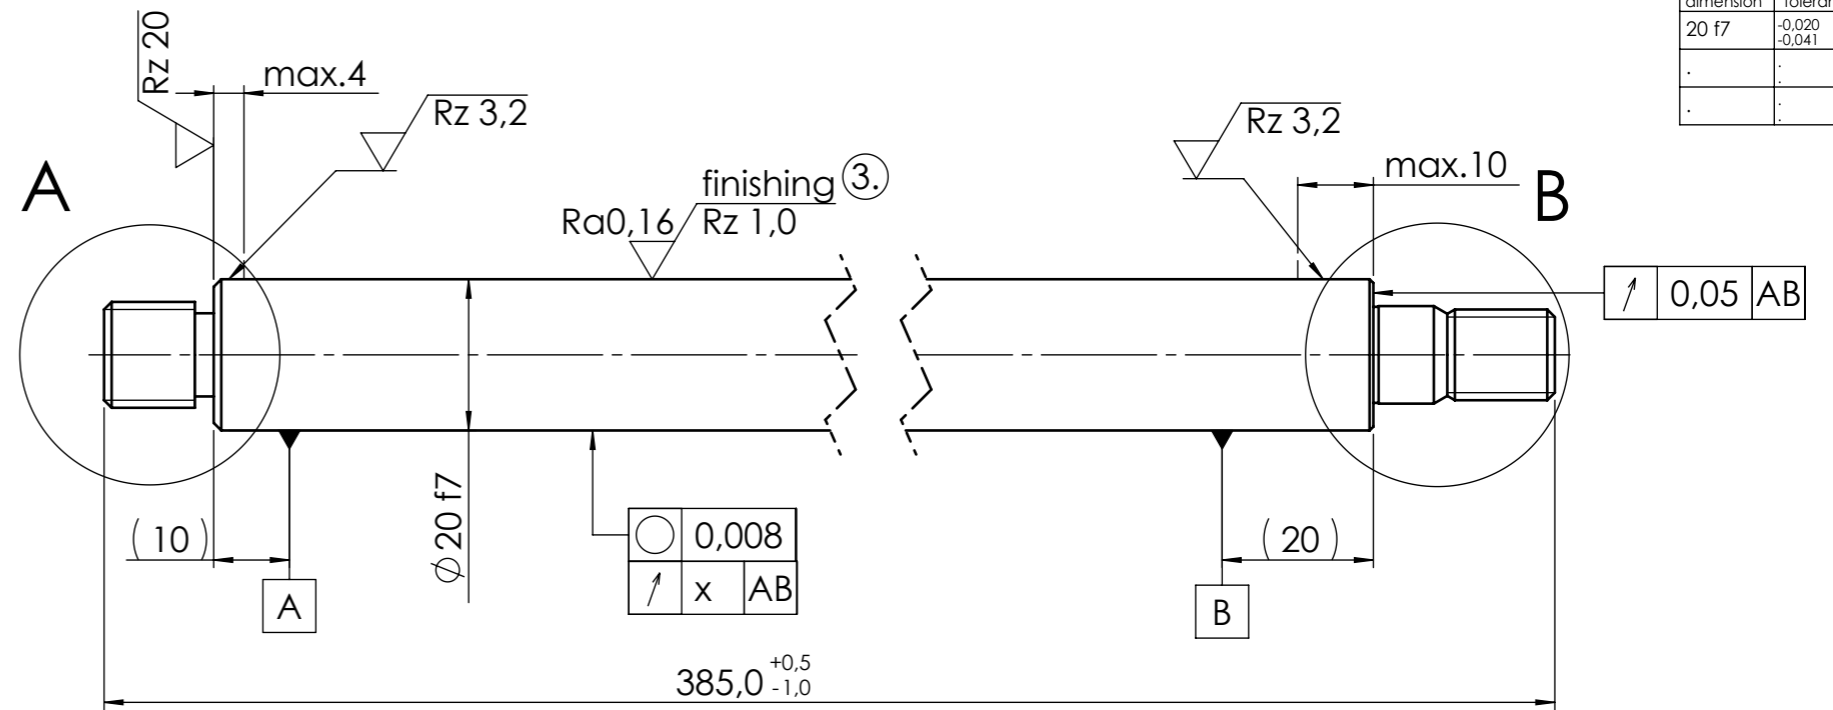 dimension
20 f7 -0,020
-0,041
Rz 20
max.4
Rz 3,2
finishing 3.
Ra0,16 Rz 1,0
Rz 3,2
max.10
A
B
0,05 AB
⌀20 f7
(10)
0,008
x AB
(20)
A
B
385,0 +0,5
-1,0